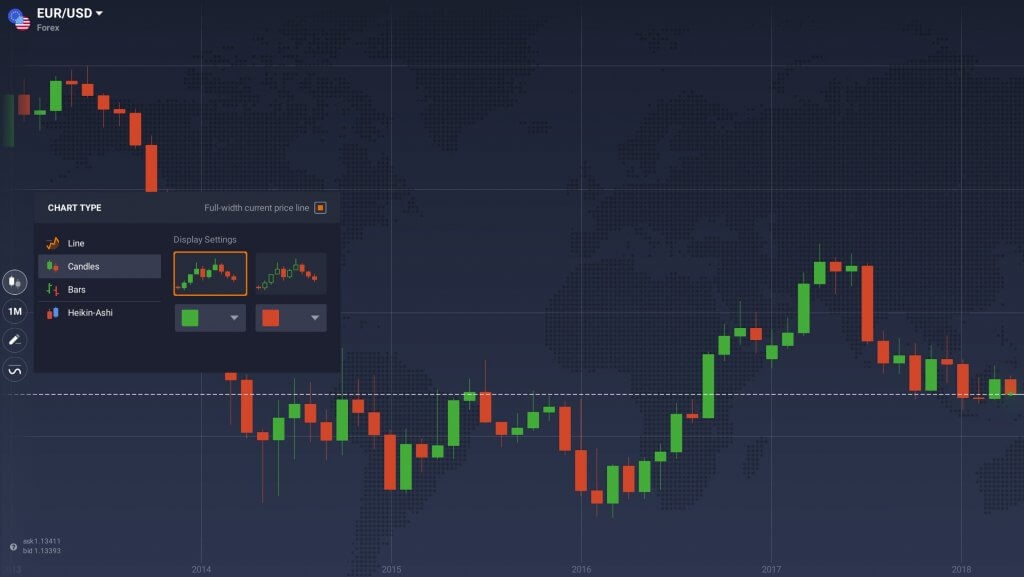 EUR/USD
Forex
CHART TYPE
Full-width current price line
Line
Display Settings
Candles
Bars
Heikin-Ashi
1M
ask 1.13411
bid 1.13393
2013 2014 2015 2016 2017 2018